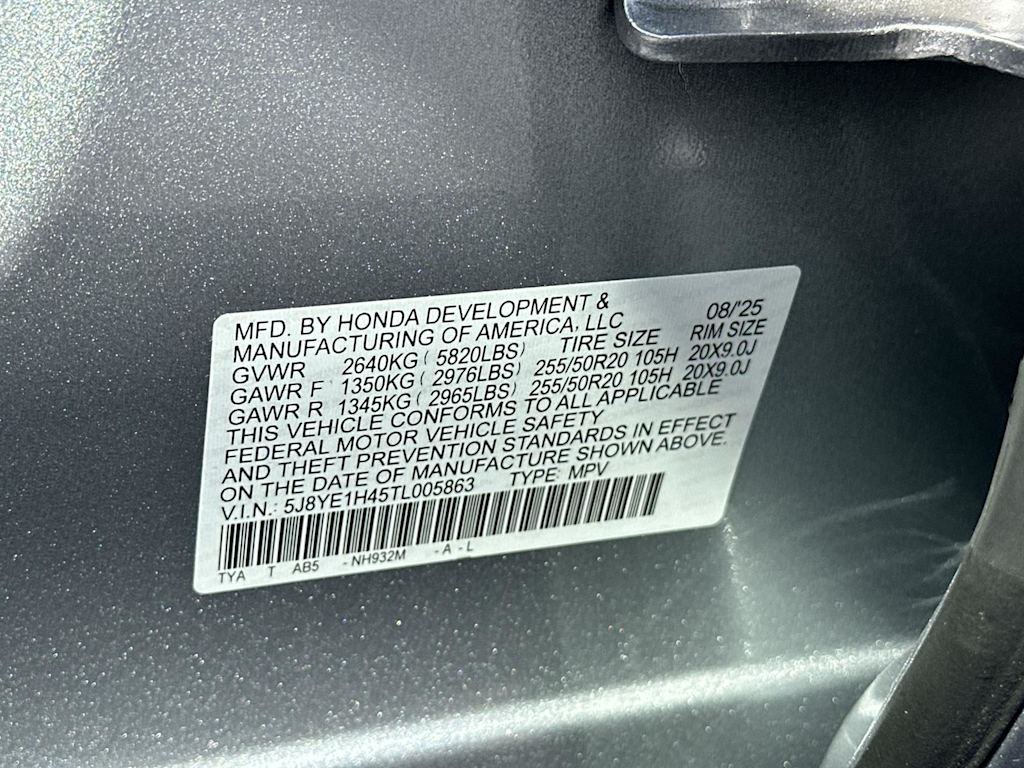 MFD. BY HONDA DEVELOPMENT & 08/'25
MANUFACTURING OF AMERICA, LLC
GVWR 2640KG ( 5820LBS) TIRE SIZE RIM SIZE
GAWR F 1350KG ( 2976LBS) 255/50R20 105H 20X9.0J
GAWR R 1345KG ( 2965LBS) 255/50R20 105H 20X9.0J
THIS VEHICLE CONFORMS TO ALL APPLICABLE
FEDERAL MOTOR VEHICLE SAFETY
AND THEFT PREVENTION STANDARDS IN EFFECT
ON THE DATE OF MANUFACTURE SHOWN ABOVE.
V.I.N.: 5J8YE1H45TL005863 TYPE: MPV
TYA T AB5 -NH932M -A-L